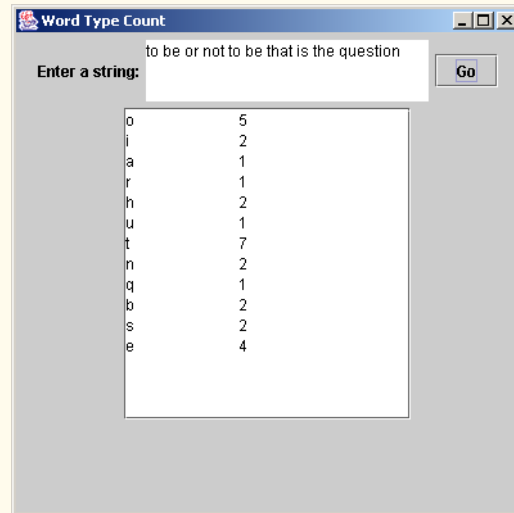 Word Type Count
to be or not to be that is the question
Enter a string:
Go
o 5
i 2
a 1
r 1
h 2
u 1
t 7
n 2
q 1
b 2
s 2
e 4